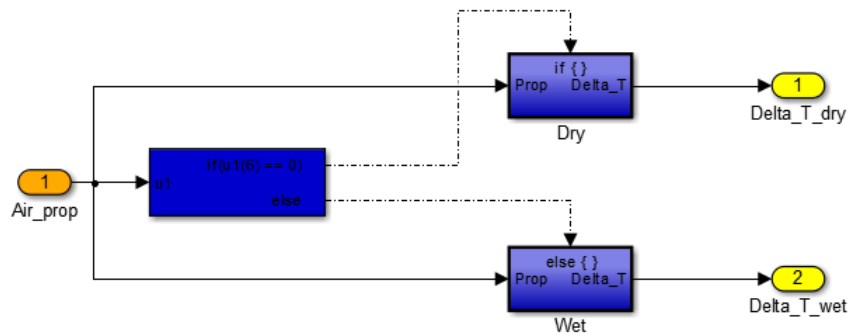 if { }
Prop Delta_T
Dry
1
Delta_T_dry
if(u1(6) == 0)
u1
else
1
Air_prop
else { }
Prop Delta_T
Wet
2
Delta_T_wet